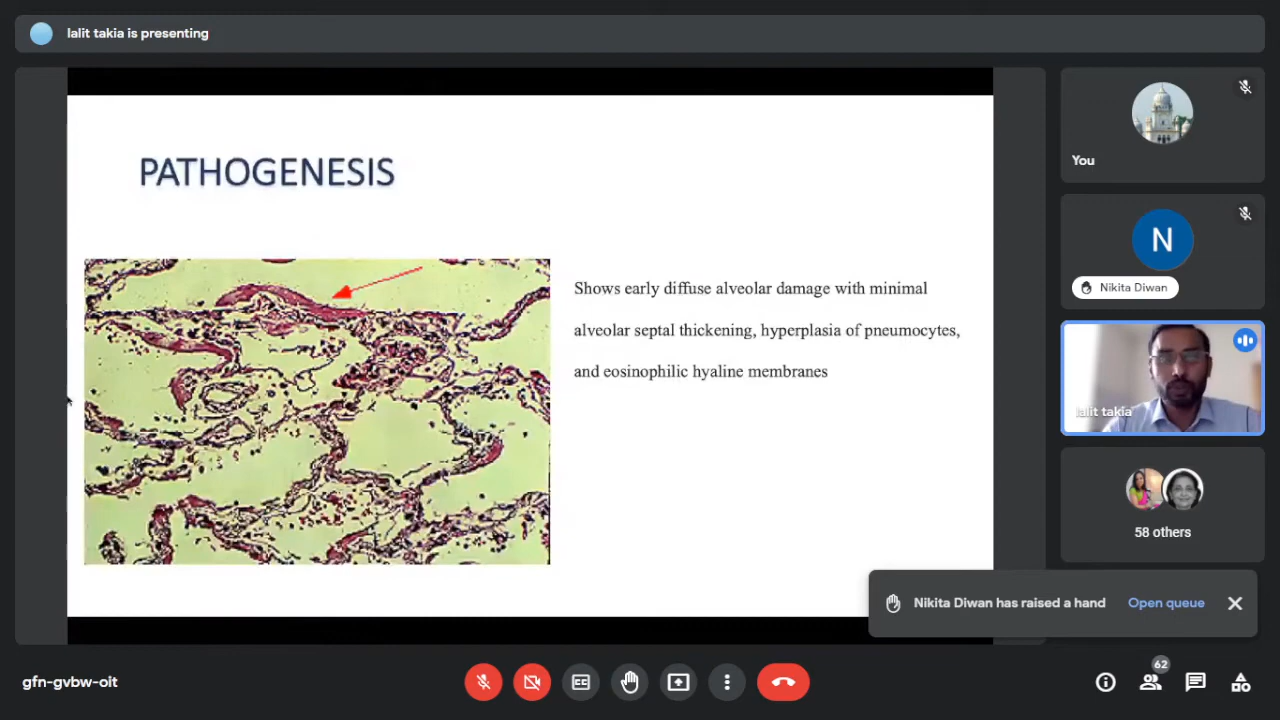 lalit takia is presenting
PATHOGENESIS
Shows early diffuse alveolar damage with minimal
alveolar septal thickening, hyperplasia of pneumocytes,
and eosinophilic hyaline membranes
You
N
Nikita Diwan
lalit takia
58 others
Nikita Diwan has raised a hand Open queue
gfn-gvbw-oit
CC
62